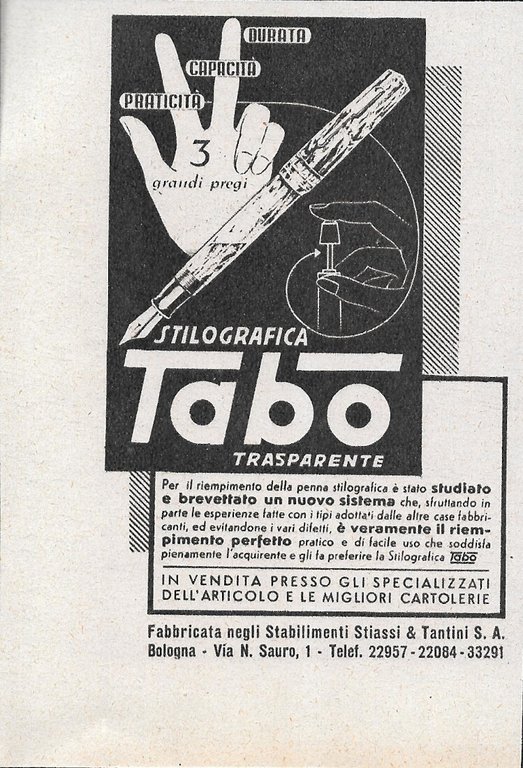 DURATA
CAPACITÀ
PRATICITÀ
3
grandi pregi
STILOGRAFICA
Tabo
TRASPARENTE
Per il riempimento della penna stilografica è stato studiato
e brevettato un nuovo sistema che, sfruttando in
parte le esperienze fatte con i tipi adottati dalle altre case fabbri-
canti, ed evitandone i vari difetti, è veramente il riem-
pimento perfetto pratico e di facile uso che soddisfa
pienamente l'acquirente e gli fa preferire la Stilografica Tabo
IN VENDITA PRESSO GLI SPECIALIZZATI
DELL'ARTICOLO E LE MIGLIORI CARTOLERIE
Fabbricata negli Stabilimenti Stiassi & Tantini S. A.
Bologna - Vía N. Sauro, 1 - Telef. 22957 - 22084 - 33291